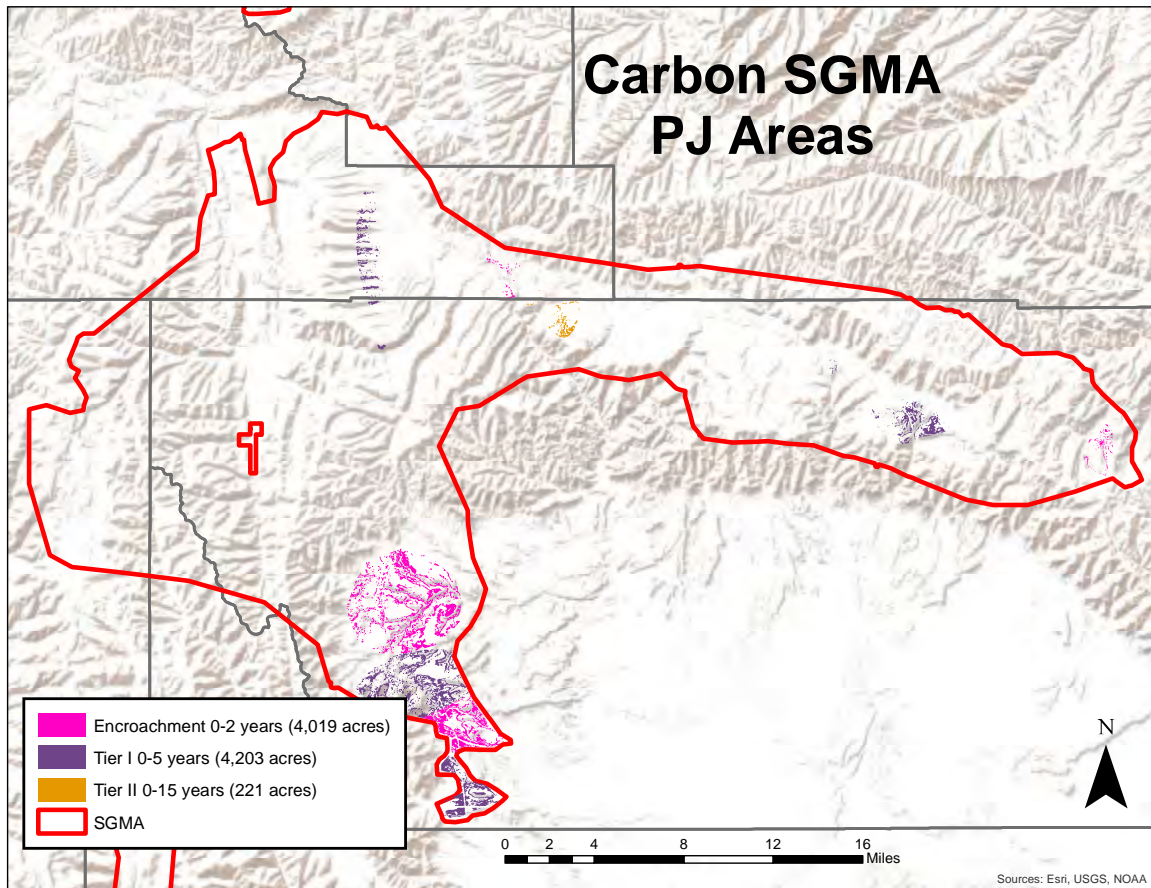 Carbon SGMA
PJ Areas
Encroachment 0-2 years (4,019 acres)
Tier I 0-5 years (4,203 acres)
Tier II 0-15 years (221 acres)
SGMA
N
0 2 4 8 12 16
Miles
Sources: Esri, USGS, NOAA